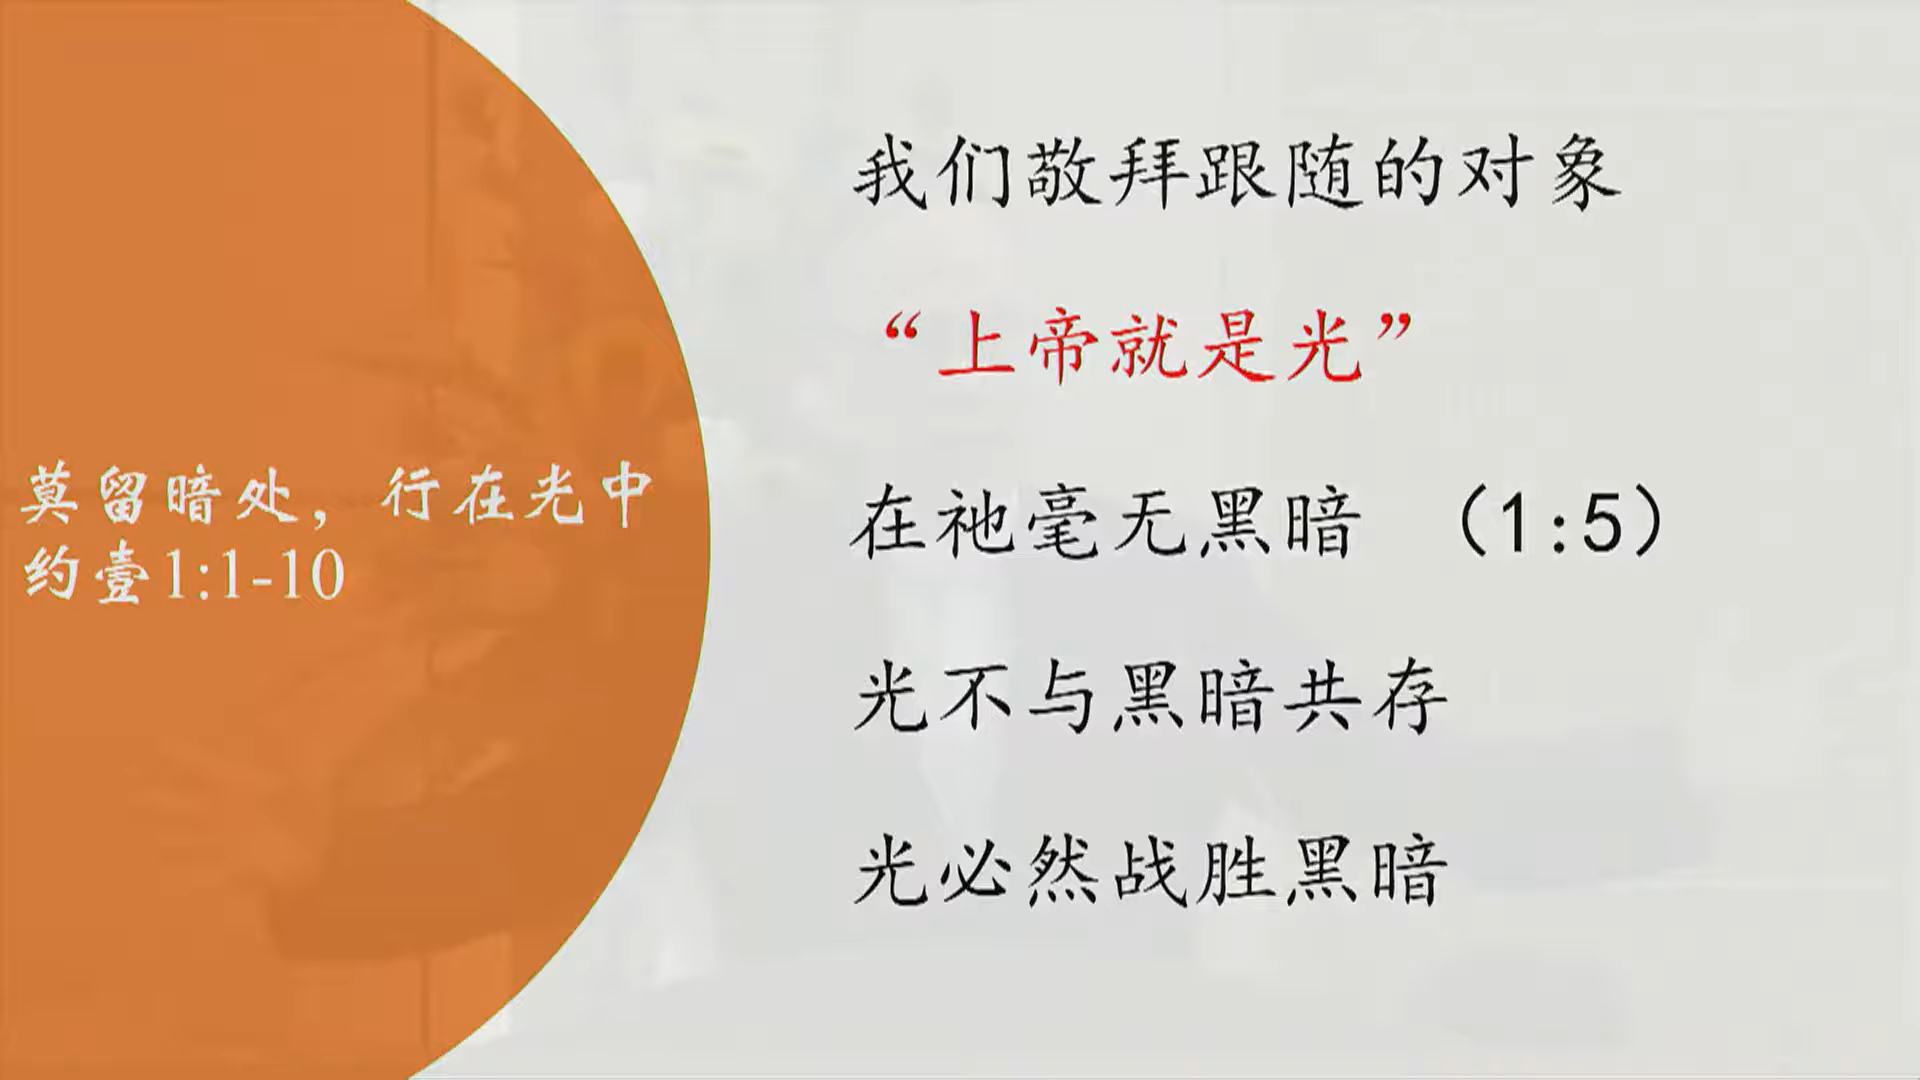 莫留暗处，行在光中
约壹1:1-10
我们敬拜跟随的对象
“上帝就是光”
在祂毫无黑暗 （1:5）
光不与黑暗共存
光必然战胜黑暗